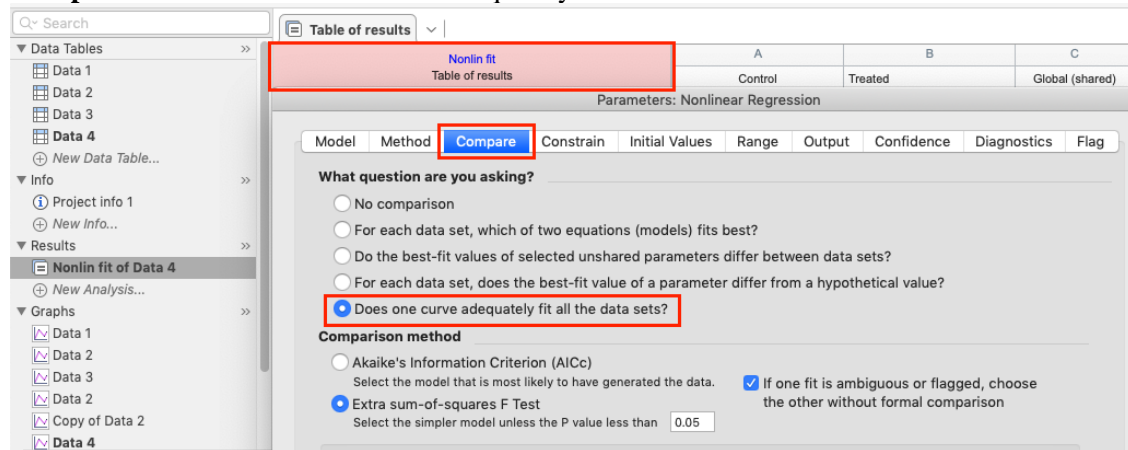 Search
Table of results
Data Tables
Data 1
Data 2
Data 3
Data 4
New Data Table...
Info
Project info 1
New Info...
Results
Nonlin fit of Data 4
New Analysis...
Graphs
Data 1
Data 2
Data 3
Data 2
Copy of Data 2
Data 4
Nonlin fit
Table of results
A
B
C
Control
Treated
Global (shared)
Parameters: Nonlinear Regression
Model Method Compare Constrain Initial Values Range Output Confidence Diagnostics Flag
What question are you asking?
No comparison
For each data set, which of two equations (models) fits best?
Do the best-fit values of selected unshared parameters differ between data sets?
For each data set, does the best-fit value of a parameter differ from a hypothetical value?
Does one curve adequately fit all the data sets?
Comparison method
Akaike's Information Criterion (AICc)
Select the model that is most likely to have generated the data.
Extra sum-of-squares F Test
Select the simpler model unless the P value less than 0.05
If one fit is ambiguous or flagged, choose
the other without formal comparison